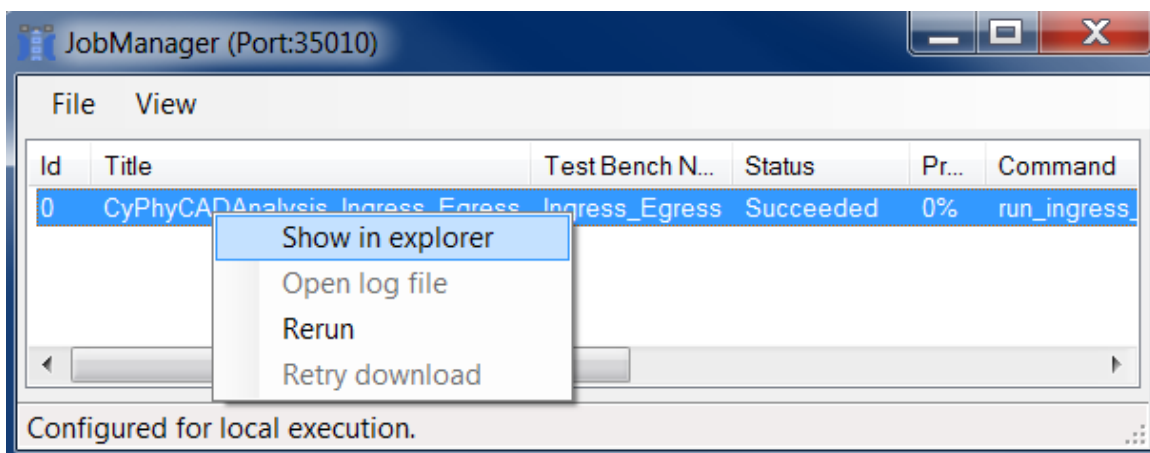 JobManager (Port:35010)
File View
Id Title Test Bench N... Status Pr... Command
0 CyPhyCADAnalysis_Ingress_Egress Ingress_Egress Succeeded 0% run_ingress_
Show in explorer
Open log file
Rerun
Retry download
Configured for local execution.